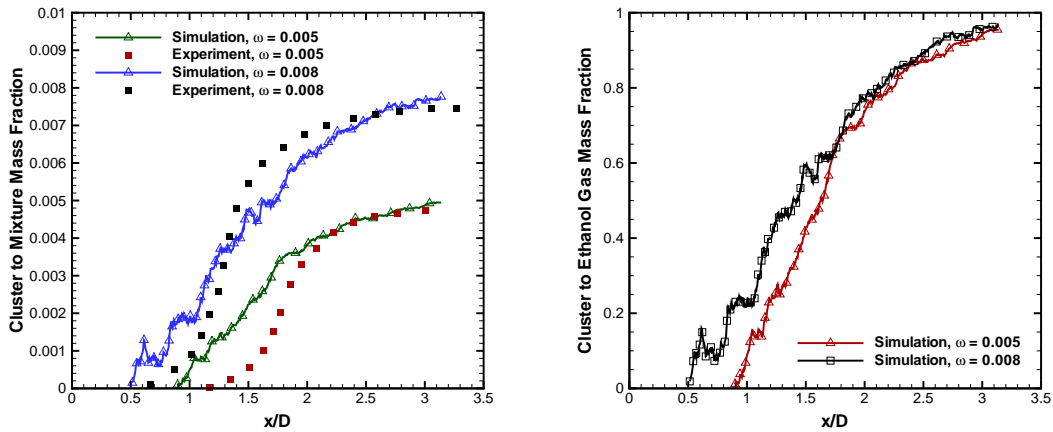 Cluster to Mixture Mass Fraction
0.01
0.009
0.008
0.007
0.006
0.005
0.004
0.003
0.002
0.001
0
Simulation, ω = 0.005
Experiment, ω = 0.005
Simulation, ω = 0.008
Experiment, ω = 0.008
0 0.5 1 1.5 2 2.5 3 3.5
x/D
Cluster to Ethanol Gas Mass Fraction
1
0.8
0.6
0.4
0.2
0
Simulation, ω = 0.005
Simulation, ω = 0.008
0 0.5 1 1.5 2 2.5 3 3.5
x/D